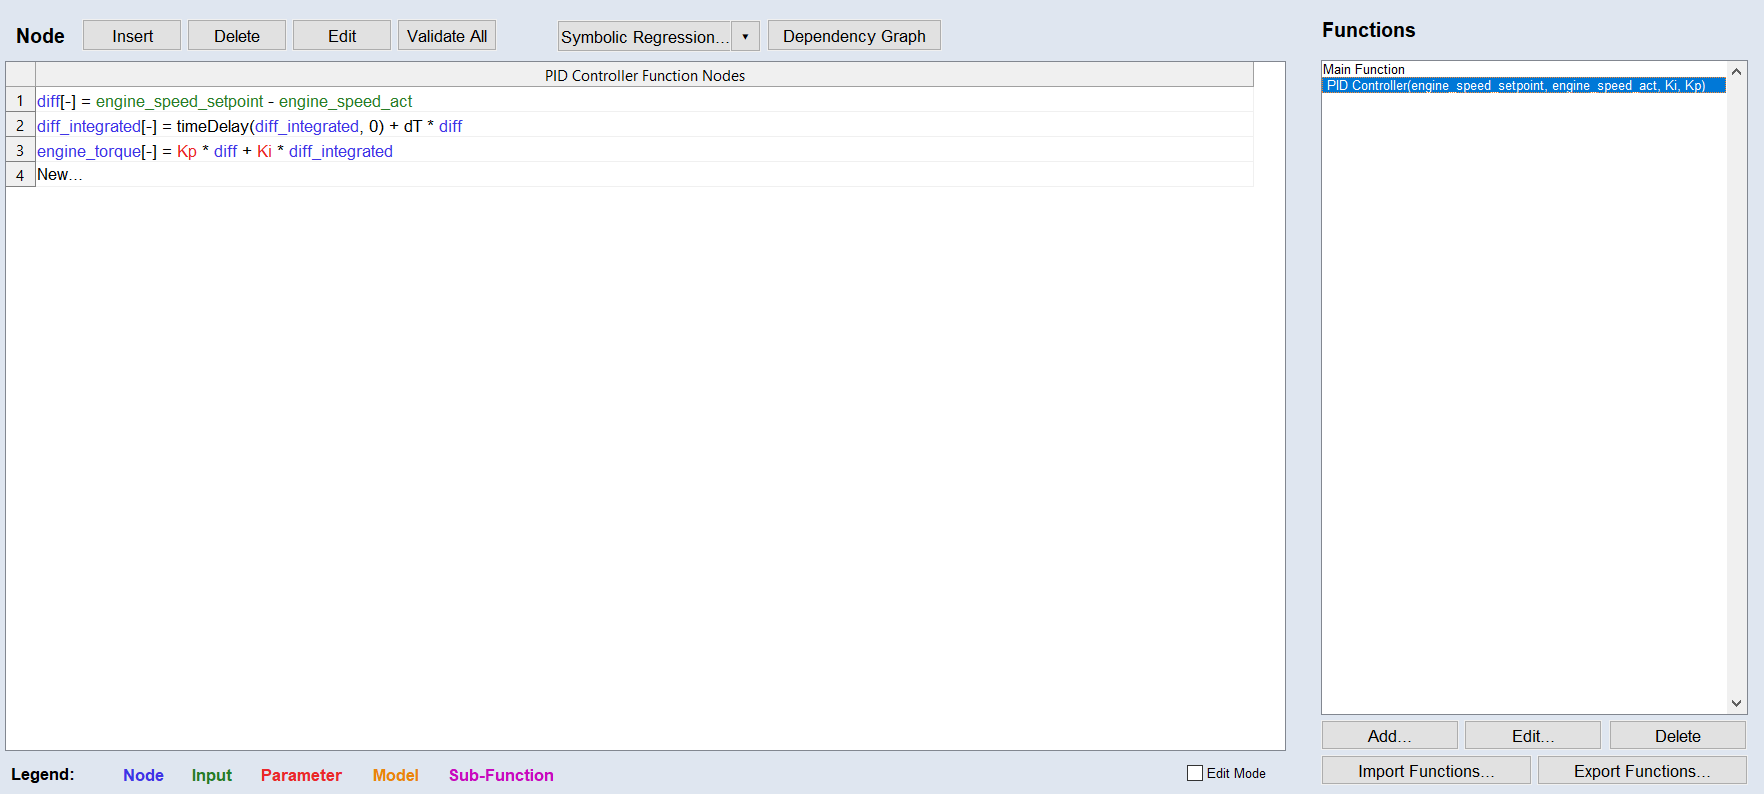 Node Insert Delete Edit Validate All Symbolic Regression... Dependency Graph
PID Controller Function Nodes
1 diff[-] = engine_speed_setpoint - engine_speed_act
2 diff_integrated[-] = timeDelay(diff_integrated, 0) + dT * diff
3 engine_torque[-] = Kp * diff + Ki * diff_integrated
4 New...
Legend: Node Input Parameter Model Sub-Function Edit Mode
Functions
Main Function
PID Controller(engine_speed_setpoint, engine_speed_act, Ki, Kp)
Add... Edit... Delete
Import Functions... Export Functions...